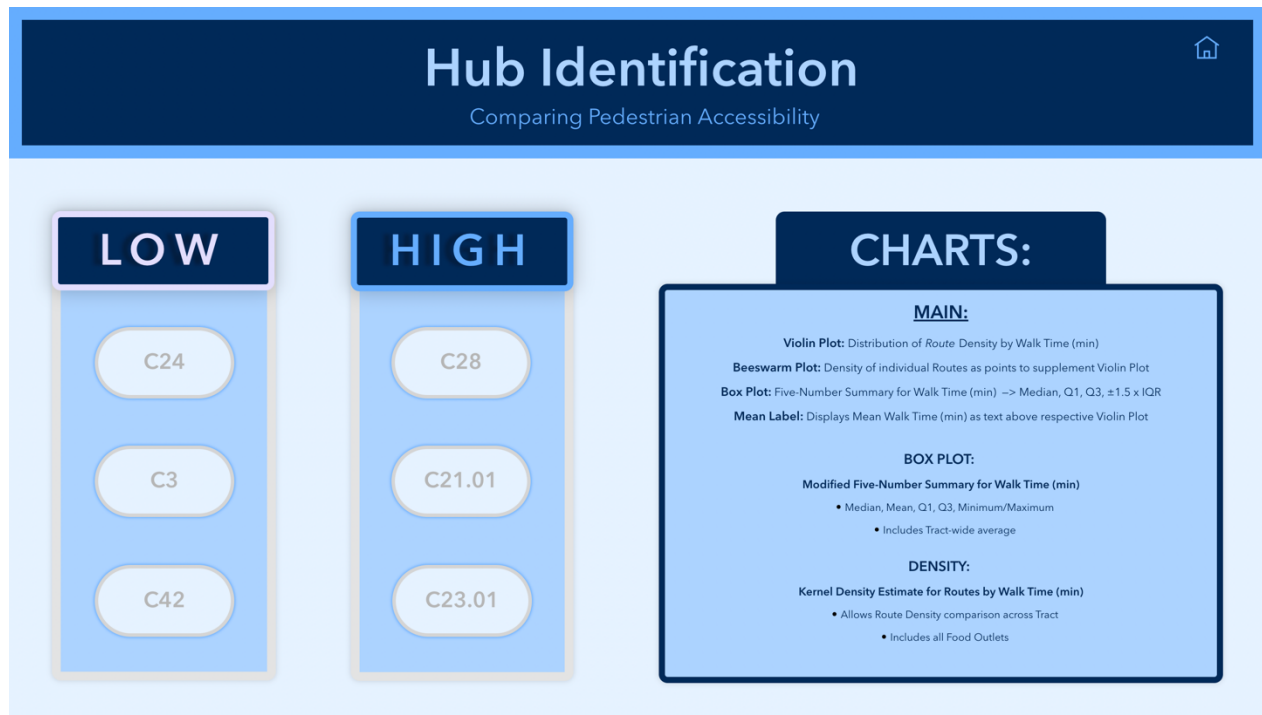 Hub Identification
Comparing Pedestrian Accessibility
LOW
C24
C3
C42
HIGH
C28
C21.01
C23.01
CHARTS:
MAIN:
Violin Plot: Distribution of Route Density by Walk Time (min)
Beeswarm Plot: Density of individual Routes as points to supplement Violin Plot
Box Plot: Five-Number Summary for Walk Time (min) —> Median, Q1, Q3, ±1.5 x IQR
Mean Label: Displays Mean Walk Time (min) as text above respective Violin Plot
BOX PLOT:
Modified Five-Number Summary for Walk Time (min)
• Median, Mean, Q1, Q3, Minimum/Maximum
• Includes Tract-wide average
DENSITY:
Kernel Density Estimate for Routes by Walk Time (min)
• Allows Route Density comparison across Tract
• Includes all Food Outlets